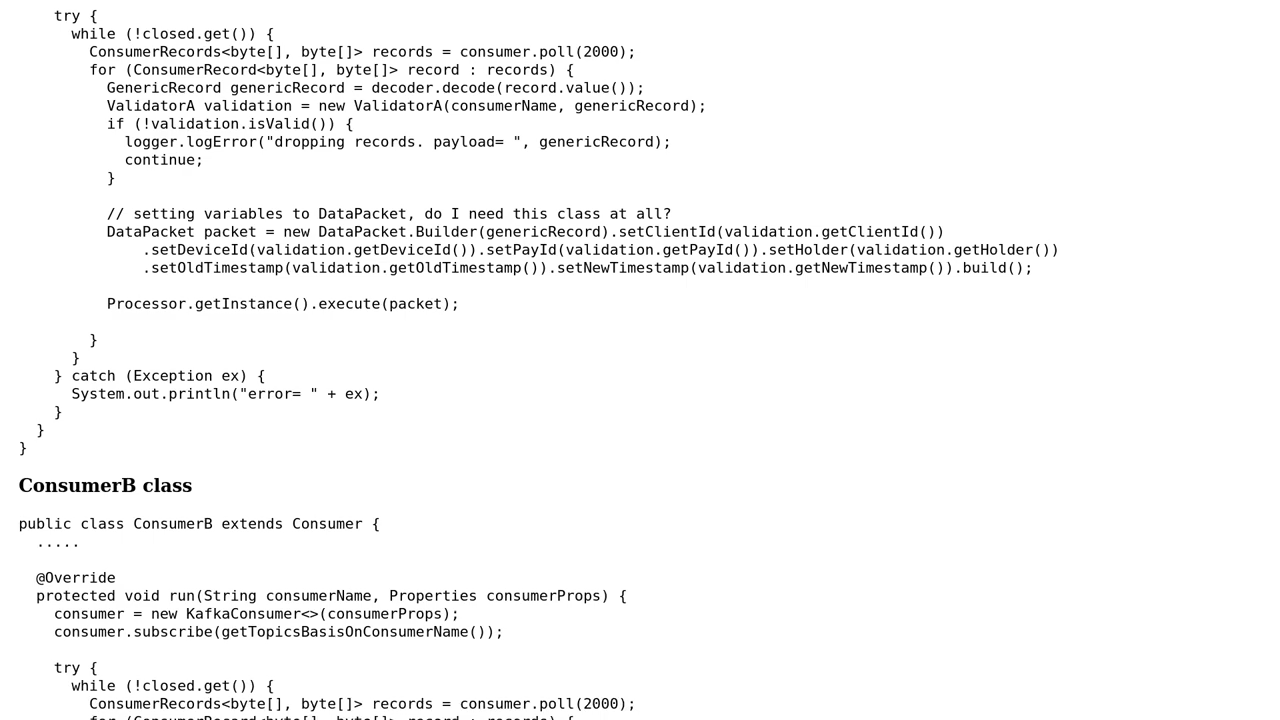 try {
while (!closed.get()) {
ConsumerRecords<byte[], byte[]> records = consumer.poll(2000);
for (ConsumerRecord<byte[], byte[]> record : records) {
GenericRecord genericRecord = decoder.decode(record.value());
ValidatorA validation = new ValidatorA(consumerName, genericRecord);
if (!validation.isValid()) {
logger.logError("dropping records. payload= ", genericRecord);
continue;
}
// setting variables to DataPacket, do I need this class at all?
DataPacket packet = new DataPacket.Builder(genericRecord).setClientId(validation.getClientId())
.setDeviceId(validation.getDeviceId()).setPayId(validation.getPayId()).setHolder(validation.getHolder())
.setOldTimestamp(validation.getOldTimestamp()).setNewTimestamp(validation.getNewTimestamp()).build();
Processor.getInstance().execute(packet);
}
}
} catch (Exception ex) {
System.out.println("error= " + ex);
}
}
}
ConsumerB class
public class ConsumerB extends Consumer {
.....
@Override
protected void run(String consumerName, Properties consumerProps) {
consumer = new KafkaConsumer<>(consumerProps);
consumer.subscribe(getTopicsBasisOnConsumerName());
try {
while (!closed.get()) {
ConsumerRecords<byte[], byte[]> records = consumer.poll(2000);
for (ConsumerRecord<byte[], byte[]> record : records) {